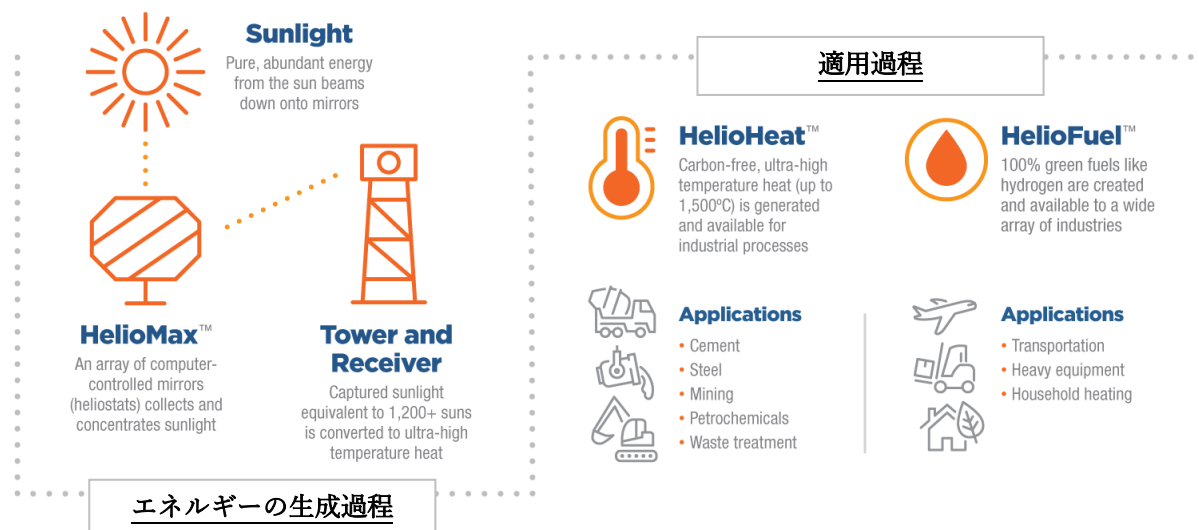 Sunlight
Pure, abundant energy
from the sun beams
down onto mirrors
HelioMax™
An array of computer-
controlled mirrors
(heliostats) collects and
concentrates sunlight
Tower and
Receiver
Captured sunlight
equivalent to 1,200+ suns
is converted to ultra-high
temperature heat
エネルギーの生成過程
適用過程
HelioHeat™
Carbon-free, ultra-high
temperature heat (up to
1,500ºC) is generated
and available for
industrial processes
Applications
• Cement
• Steel
• Mining
• Petrochemicals
• Waste treatment
HelioFuel™
100% green fuels like
hydrogen are created
and available to a wide
array of industries
Applications
• Transportation
• Heavy equipment
• Household heating